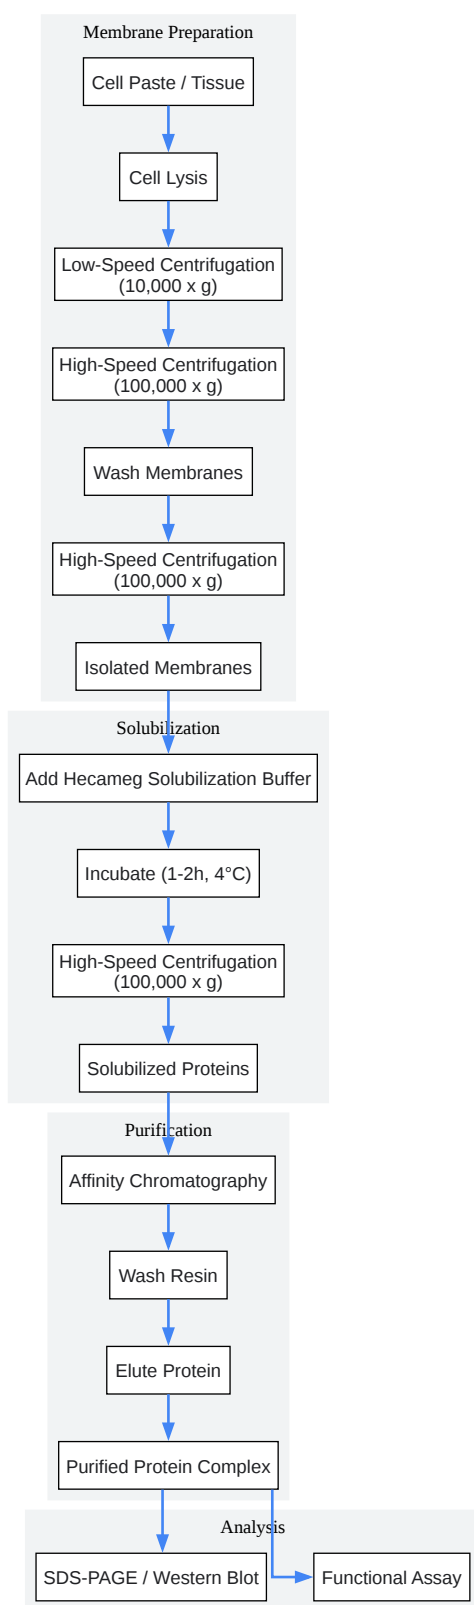 Membrane Preparation
Cell Paste / Tissue
Cell Lysis
Low-Speed Centrifugation
(10,000 x g)
High-Speed Centrifugation
(100,000 x g)
Wash Membranes
High-Speed Centrifugation
(100,000 x g)
Isolated Membranes
Solubilization
Add Hecameg Solubilization Buffer
Incubate (1-2h, 4°C)
High-Speed Centrifugation
(100,000 x g)
Solubilized Proteins
Purification
Affinity Chromatography
Wash Resin
Elute Protein
Purified Protein Complex
Analysis
SDS-PAGE / Western Blot
Functional Assay